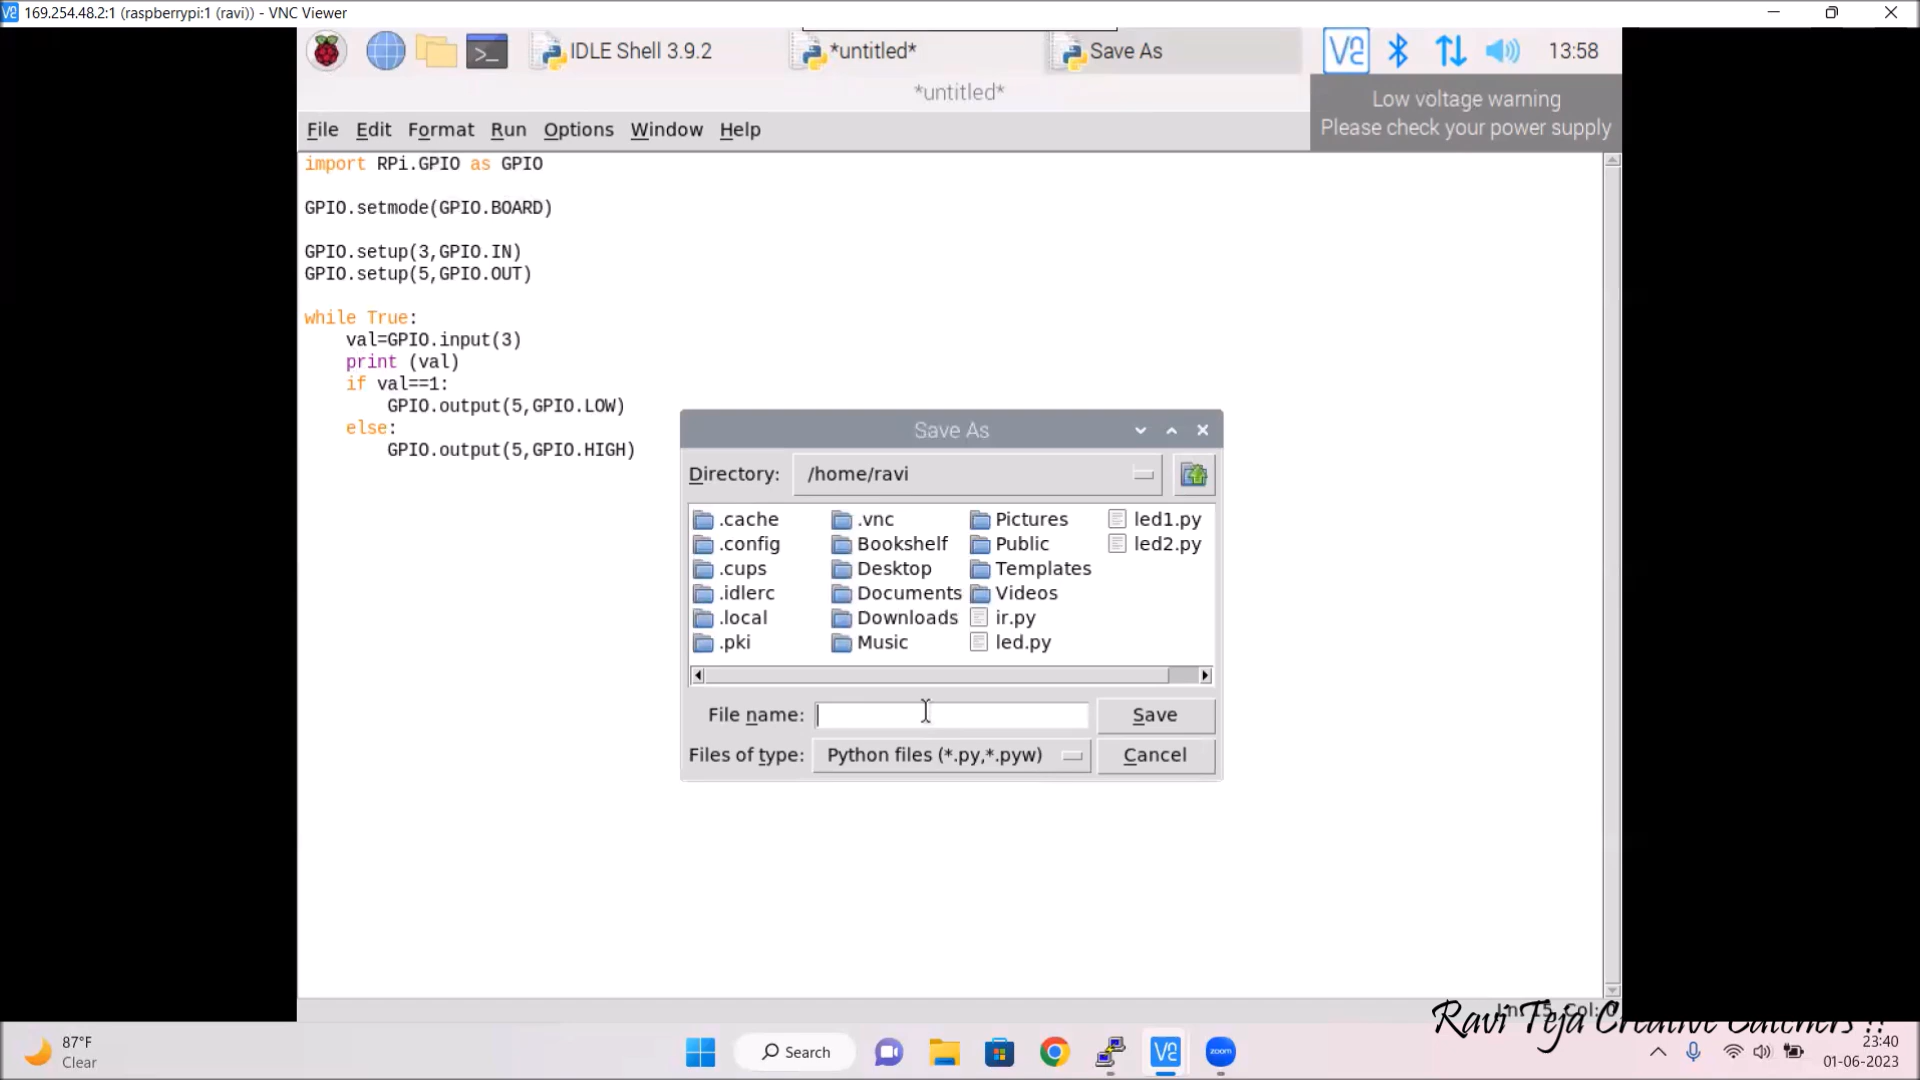 169.254.48.2:1 (raspberrypi:1 (ravi)) - VNC Viewer
IDLE Shell 3.9.2
*untitled*
Save As
13:58
*untitled*
Low voltage warning
Please check your power supply
File Edit Format Run Options Window Help
import RPi.GPIO as GPIO
GPIO.setmode(GPIO.BOARD)
GPIO.setup(3,GPIO.IN)
GPIO.setup(5,GPIO.OUT)
while True:
val=GPIO.input(3)
print (val)
if val==1:
GPIO.output(5,GPIO.LOW)
else:
GPIO.output(5,GPIO.HIGH)
Save As
Directory: /home/ravi
.cache .vnc Pictures led1.py
.config Bookshelf Public led2.py
.cups Desktop Templates
.idlerc Documents Videos
.local Downloads ir.py
.pki Music led.py
File name: Save
Files of type: Python files (*.py,*.pyw) Cancel
Ravi Teja Creative Catchers !!
87°F
Clear
Search
zoom
23:40
01-06-2023